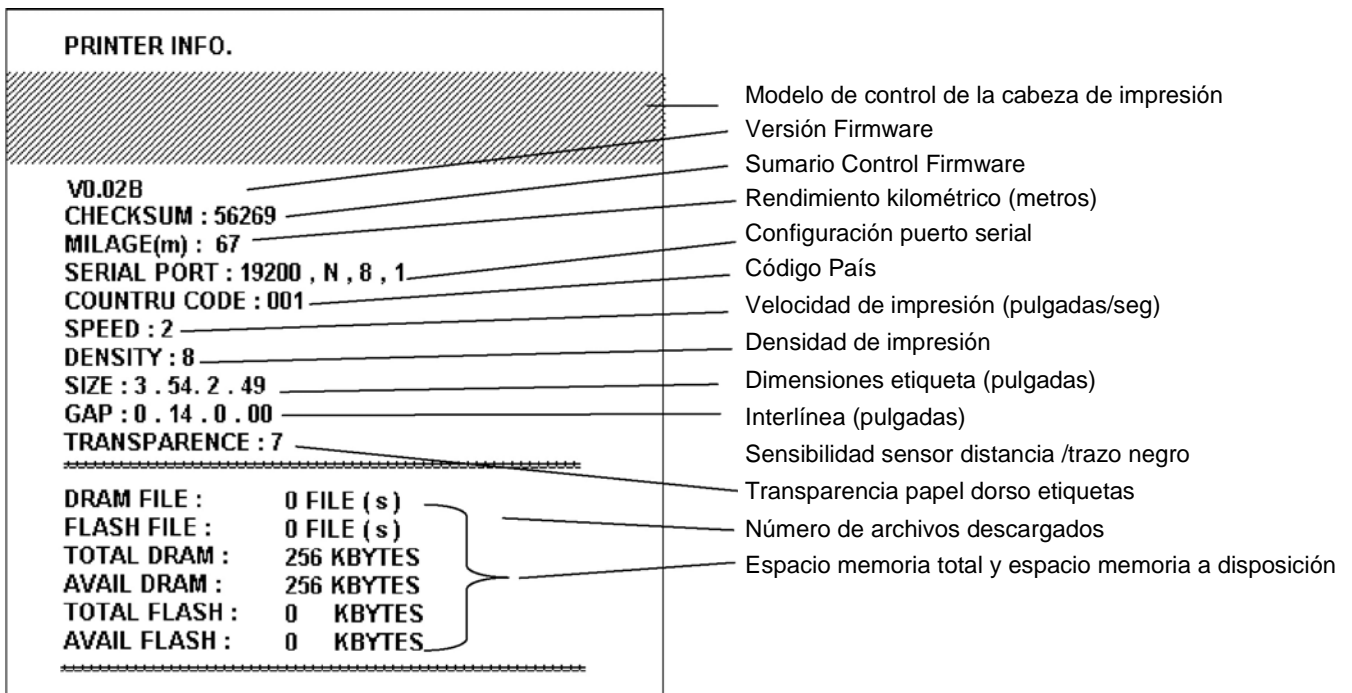 PRINTER INFO.
V0.02B
CHECKSUM : 56269
MILAGE(m) : 67
SERIAL PORT : 19200 , N , 8 , 1
COUNTRU CODE : 001
SPEED : 2
DENSITY : 8
SIZE : 3 . 54. 2 . 49
GAP : 0 . 14 . 0 . 00
TRANSPARENCE : 7
DRAM FILE : 0 FILE ( s )
FLASH FILE : 0 FILE ( s )
TOTAL DRAM : 256 KBYTES
AVAIL DRAM : 256 KBYTES
TOTAL FLASH : 0 KBYTES
AVAIL FLASH : 0 KBYTES
Modelo de control de la cabeza de impresión
Versión Firmware
Sumario Control Firmware
Rendimiento kilométrico (metros)
Configuración puerto serial
Código País
Velocidad de impresión (pulgadas/seg)
Densidad de impresión
Dimensiones etiqueta (pulgadas)
Interlínea (pulgadas)
Sensibilidad sensor distancia /trazo negro
Transparencia papel dorso etiquetas
Número de archivos descargados
Espacio memoria total y espacio memoria a disposición